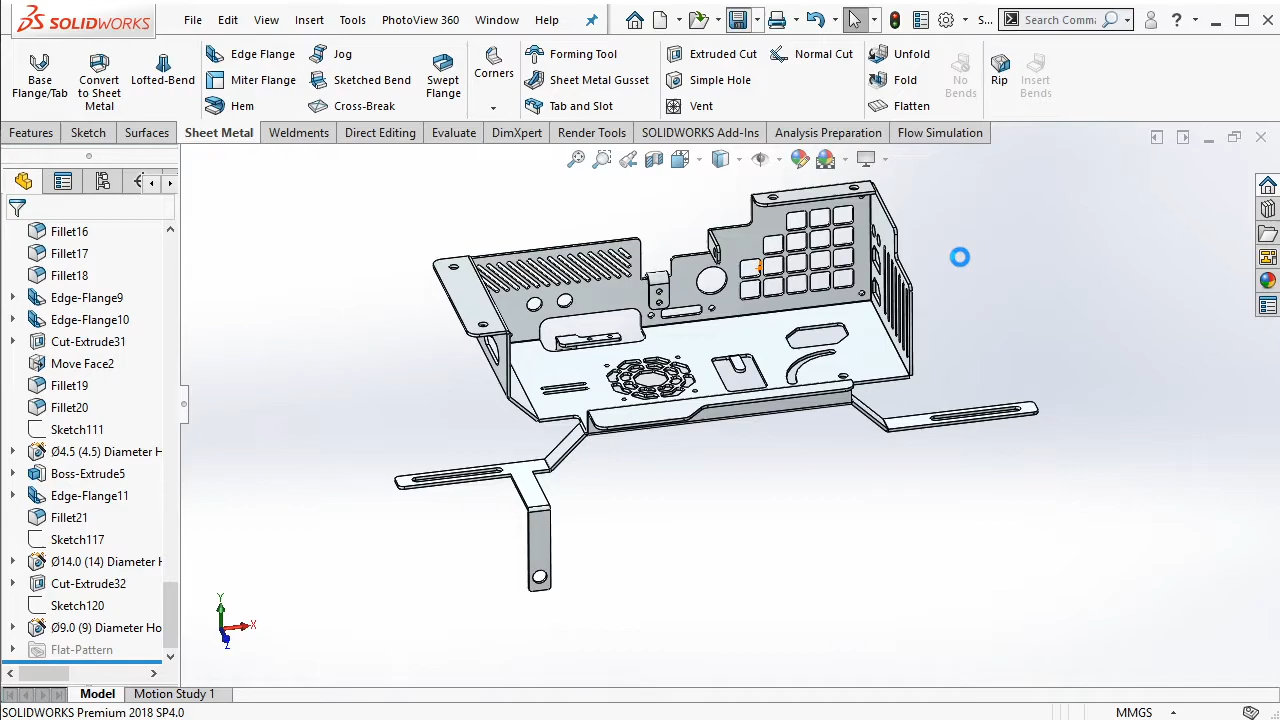 SOLIDWORKS
File Edit View Insert Tools PhotoView 360 Window Help S... Search Comma
Base Flange/Tab
Convert to Sheet Metal
Lofted-Bend
Edge Flange
Miter Flange
Hem
Jog
Sketched Bend
Cross-Break
Swept Flange
Corners
Forming Tool
Sheet Metal Gusset
Tab and Slot
Extruded Cut
Simple Hole
Vent
Normal Cut
Unfold
Fold
Flatten
No Bends
Rip
Insert Bends
Features Sketch Surfaces Sheet Metal Weldments Direct Editing Evaluate DimXpert Render Tools SOLIDWORKS Add-Ins Analysis Preparation Flow Simulation
Fillet16
Fillet17
Fillet18
Edge-Flange9
Edge-Flange10
Cut-Extrude31
Move Face2
Fillet19
Fillet20
Sketch111
Ø4.5 (4.5) Diameter H
Boss-Extrude5
Edge-Flange11
Fillet21
Sketch117
Ø14.0 (14) Diameter H
Cut-Extrude32
Sketch120
Ø9.0 (9) Diameter Ho
Flat-Pattern
Y
X
Z
Model Motion Study 1
SOLIDWORKS Premium 2018 SP4.0 MMGS